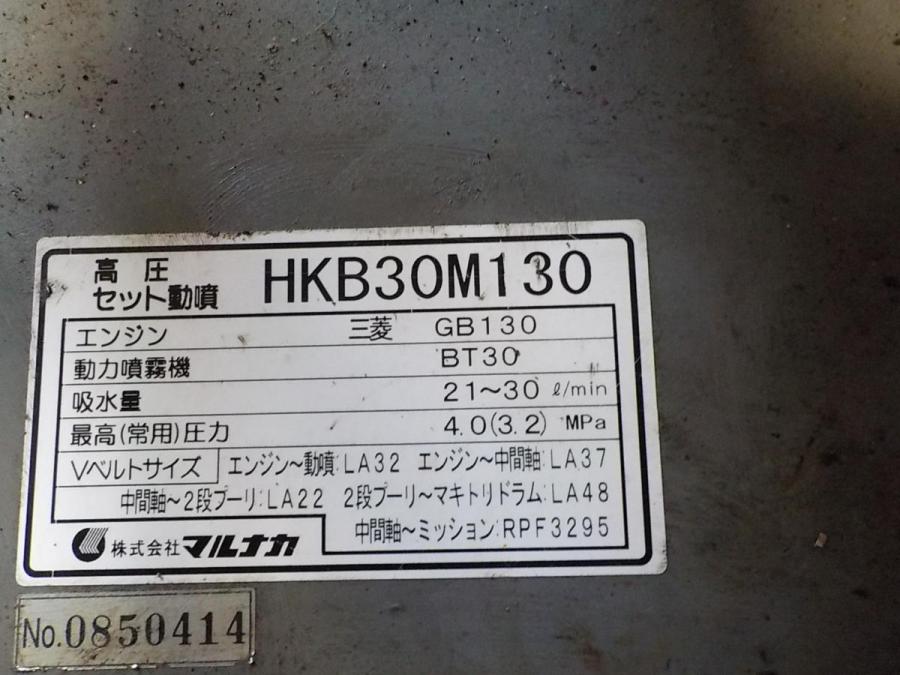 高圧
セット動噴 HKB30M130
エンジン 三菱 GB130
動力噴霧機 BT30
吸水量 21〜30 ℓ/min
最高(常用)圧力 4.0(3.2) MPa
Vベルトサイズ エンジン〜動噴:LA32 エンジン〜中間軸:LA37
中間軸〜2段プーリ:LA22 2段プーリ〜マキトリドラム:LA48
中間軸〜ミッション:RPF3295
株式会社マルナカ
No.0850414